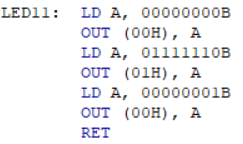 LED11: LD A, 00000000B
OUT (00H), A
LD A, 01111110B
OUT (01H), A
LD A, 00000001B
OUT (00H), A
RET